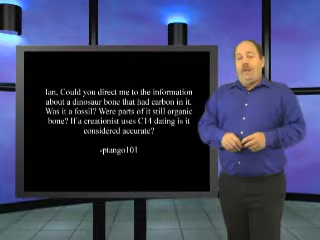 Ian, Could you direct me to the information
about a dinosaur bone that had carbon in it.
Was it a fossil? Were parts of it still organic
bone? If a creationist uses C14 dating is it
considered accurate?
-ptango101